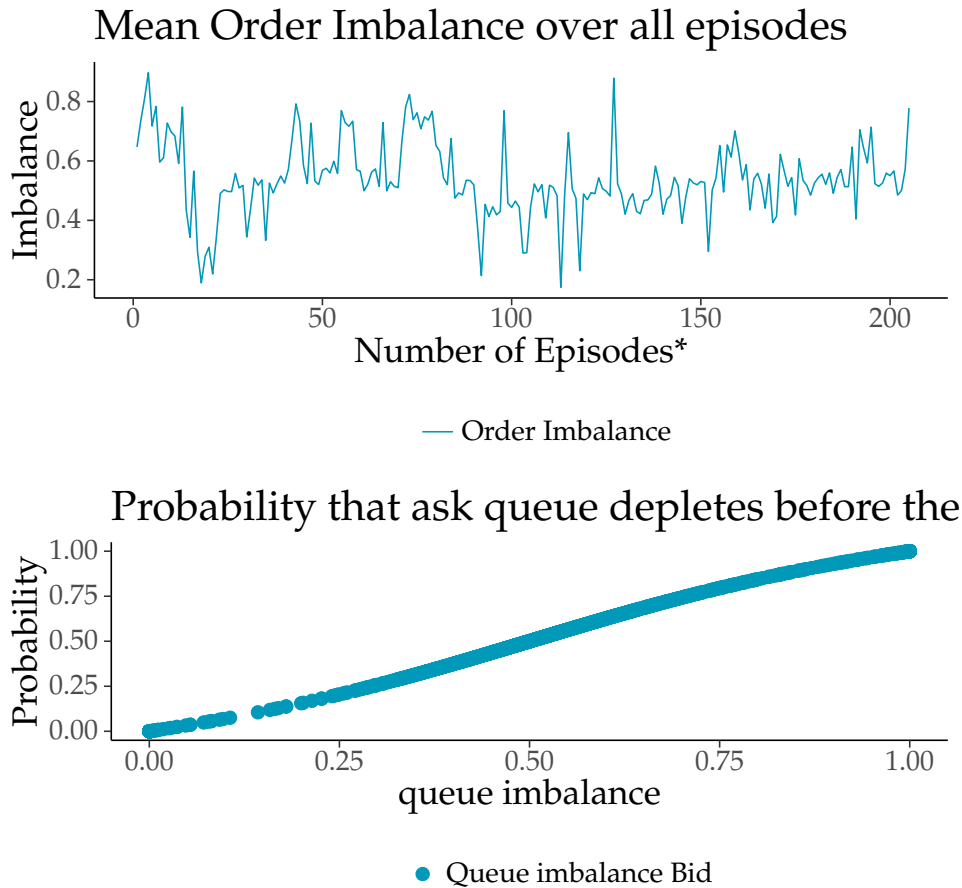 Mean Order Imbalance over all episodes
Imbalance
0.8
0.6
0.4
0.2
0 50 100 150 200
Number of Episodes*
Order Imbalance
Probability that ask queue depletes before the
Probability
1.00
0.75
0.50
0.25
0.00
0.00 0.25 0.50 0.75 1.00
queue imbalance
Queue imbalance Bid